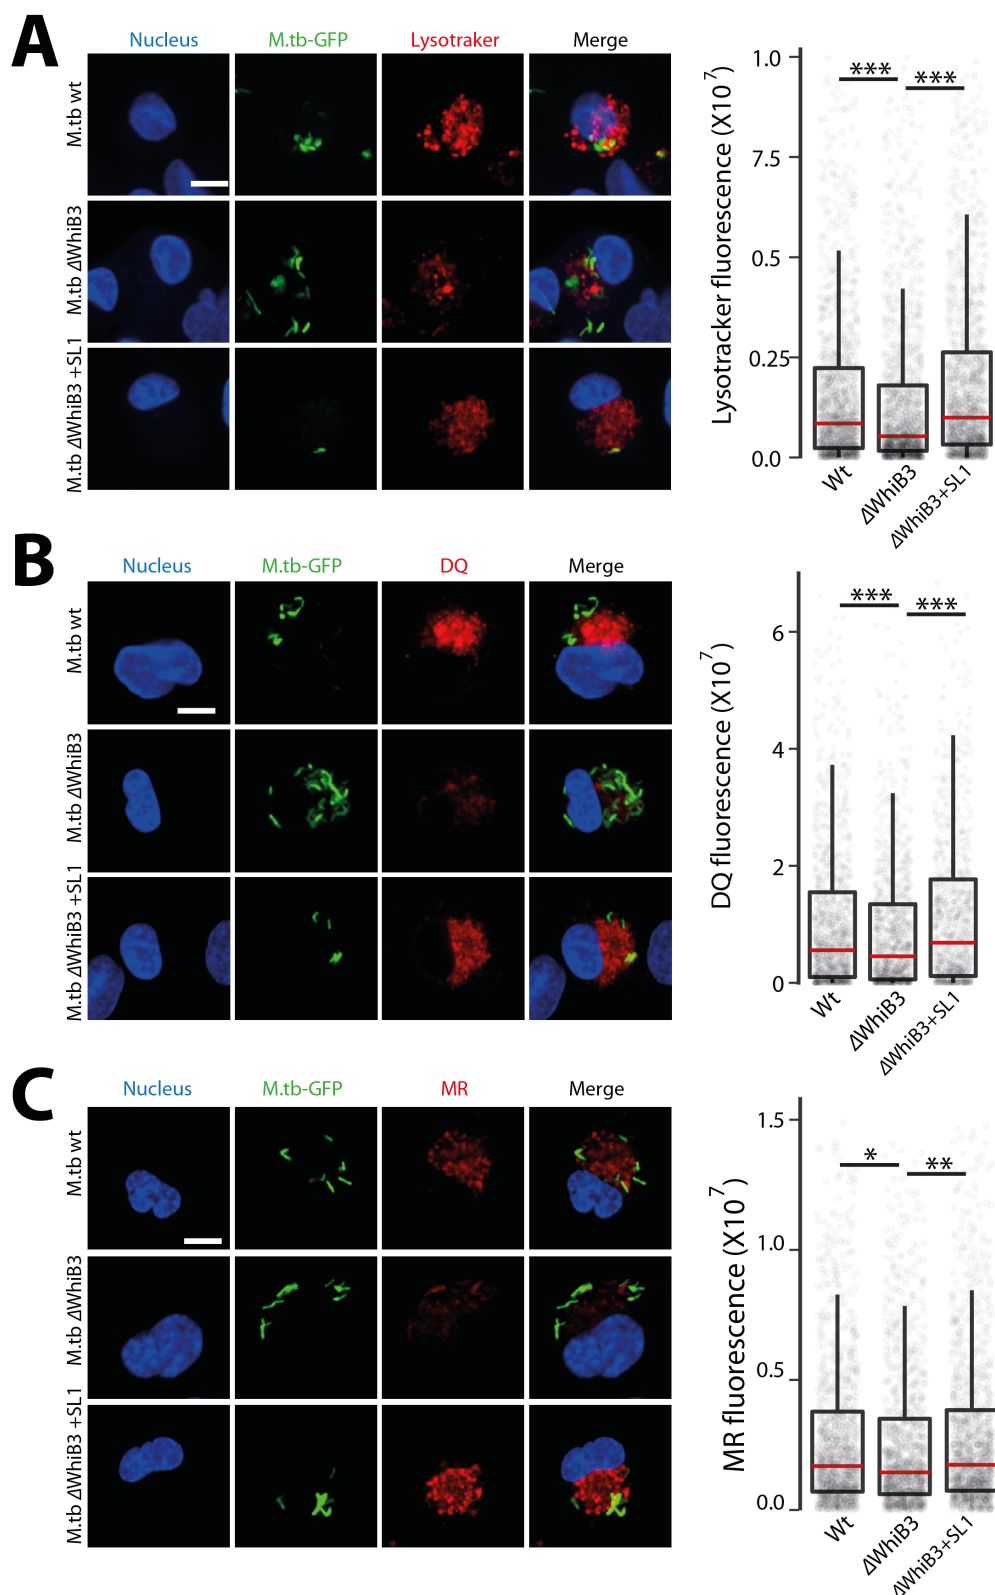 A
Nucleus M.tb-GFP Lysotraker Merge
M.tb wt
M.tb ΔWhiB3
M.tb ΔWhiB3 +SL1
Lysotracker fluorescence (X10^7)
1.0
7.5
0.5
0.25
0.0
*** ***
Wt ΔWhiB3 ΔWhiB3+SL1
B
Nucleus M.tb-GFP DQ Merge
M.tb wt
M.tb ΔWhiB3
M.tb ΔWhiB3 +SL1
DQ fluorescence (X10^7)
6
4
2
0
*** ***
Wt ΔWhiB3 ΔWhiB3+SL1
C
Nucleus M.tb-GFP MR Merge
M.tb wt
M.tb ΔWhiB3
M.tb ΔWhiB3 +SL1
MR fluorescence (X10^7)
1.5
1.0
0.5
0.0
* **
Wt ΔWhiB3 ΔWhiB3+SL1